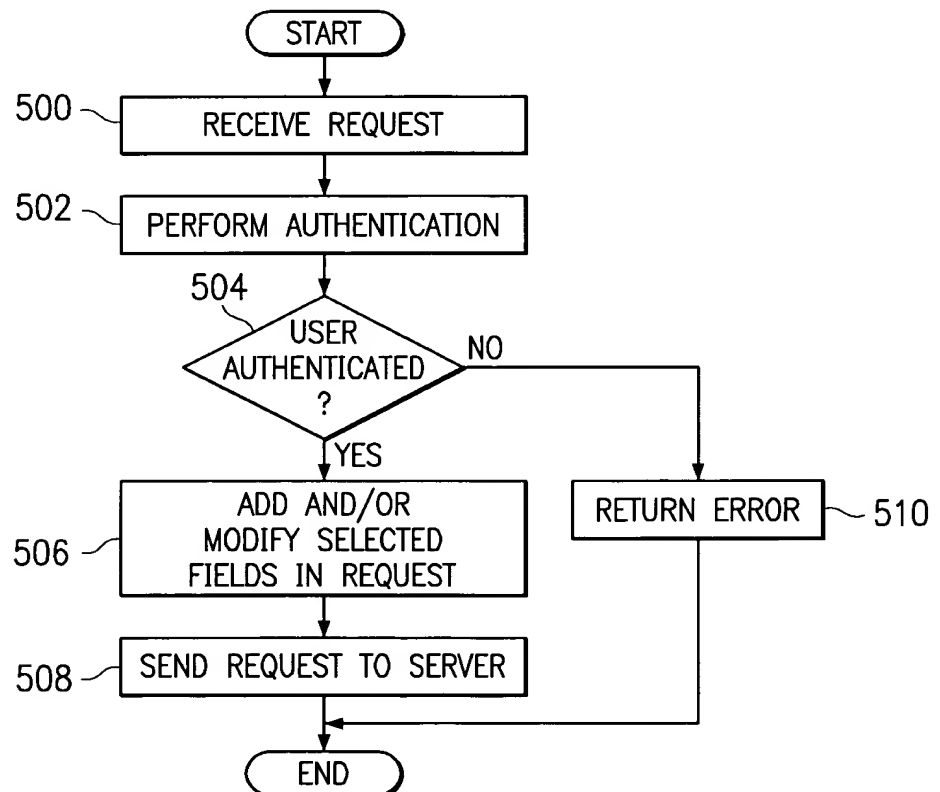 START
500
RECEIVE REQUEST
502
PERFORM AUTHENTICATION
504
USER
AUTHENTICATED
?
NO
YES
506
ADD AND/OR
MODIFY SELECTED
FIELDS IN REQUEST
RETURN ERROR
510
508
SEND REQUEST TO SERVER
END